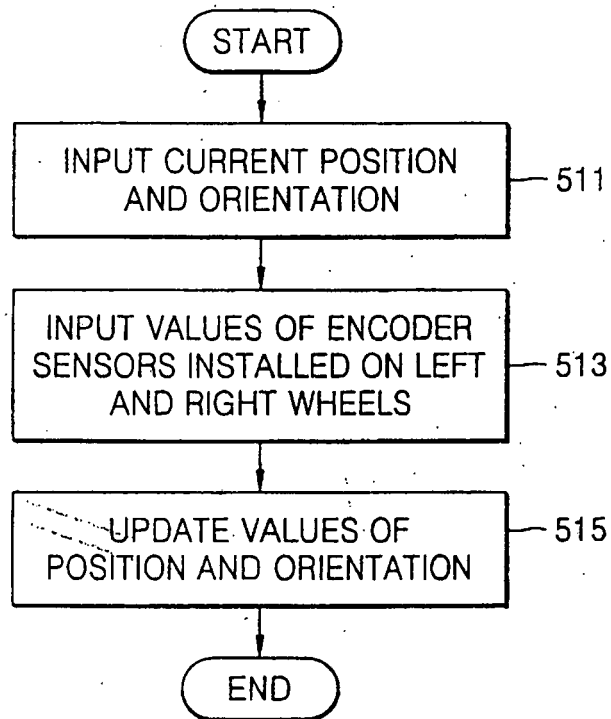 START
INPUT CURRENT POSITION
AND ORIENTATION
511
INPUT VALUES OF ENCODER
SENSORS INSTALLED ON LEFT
AND RIGHT WHEELS
513
UPDATE VALUES OF
POSITION AND ORIENTATION
515
END